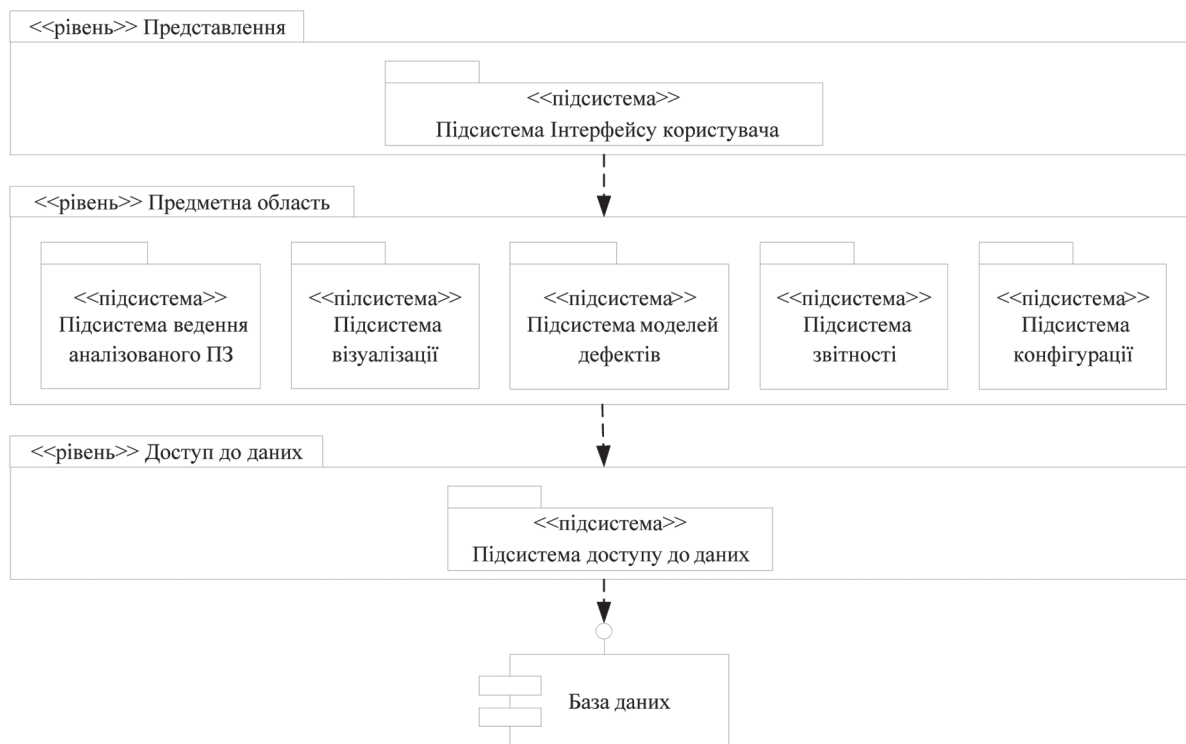 <<рівень>> Представлення
<<підсистема>>
Підсистема Інтерфейсу користувача
<<рівень>> Предметна область
<<підсистема>>
Підсистема ведення
аналізованого ПЗ
<<пілсистема>>
Підсистема
візуалізації
<<підсистема>>
Підсистема моделей
дефектів
<<підсистема>>
Підсистема
звітності
<<підсистема>>
Підсистема
конфігурації
<<рівень>> Доступ до даних
<<підсистема>>
Підсистема доступу до даних
База даних